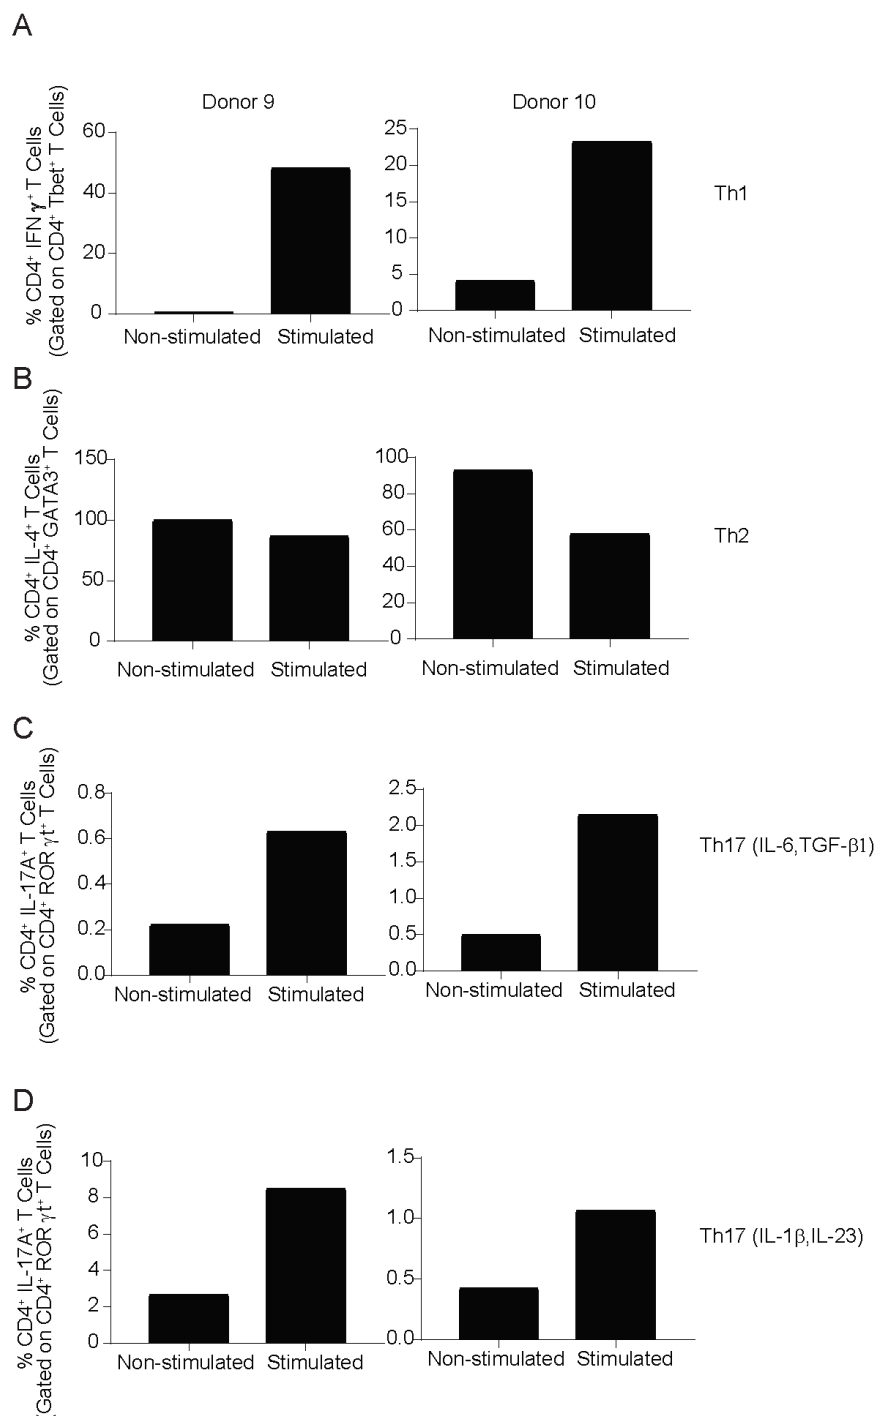 A
Donor 9
Donor 10
% CD4⁺ IFN γ⁺ T Cells
(Gated on CD4⁺ Tbet⁺ T Cells)
60
40
20
0
Non-stimulated Stimulated
25
20
15
10
5
0
Non-stimulated Stimulated
Th1
B
% CD4⁺ IL-4⁺ T Cells
(Gated on CD4⁺ GATA3⁺ T Cells)
150
100
50
0
Non-stimulated Stimulated
100
80
60
40
20
0
Non-stimulated Stimulated
Th2
C
% CD4⁺ IL-17A⁺ T Cells
(Gated on CD4⁺ ROR γt⁺ T Cells)
0.8
0.6
0.4
0.2
0.0
Non-stimulated Stimulated
2.5
2.0
1.5
1.0
0.5
0.0
Non-stimulated Stimulated
Th17 (IL-6,TGF-β1)
D
% CD4⁺ IL-17A⁺ T Cells
(Gated on CD4⁺ ROR γt⁺ T Cells)
10
8
6
4
2
0
Non-stimulated Stimulated
1.5
1.0
0.5
0.0
Non-stimulated Stimulated
Th17 (IL-1β,IL-23)